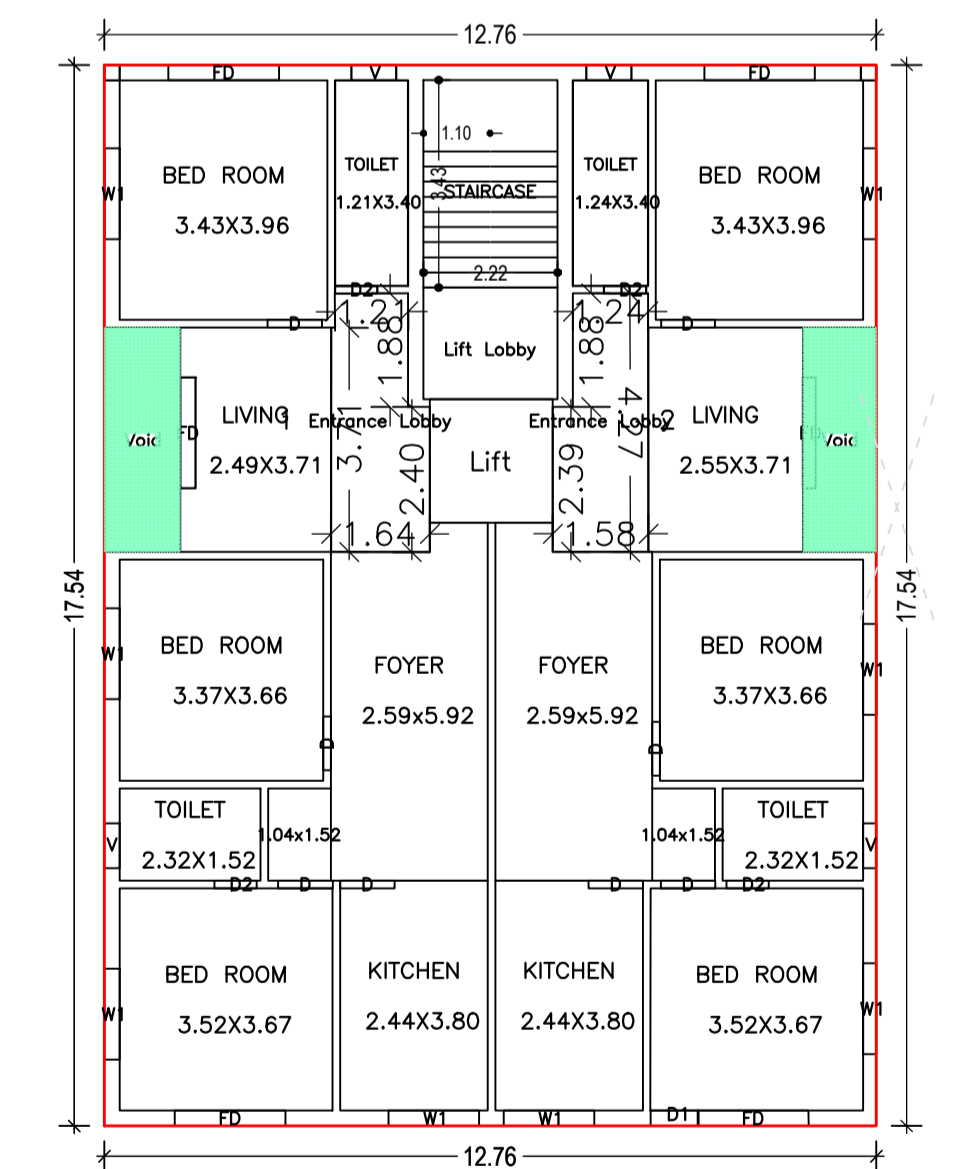 12.76
FD
V
V
FD
1.10
BED ROOM
3.43X3.96
TOILET
1.21X3.40
3.43
STAIRCASE
TOILET
1.24X3.40
BED ROOM
3.43X3.96
W1
W1
2.22
D2
D2
1.21
1.24
D
D
1.88
1.88
Lift Lobby
LIVING
2.49X3.71
1
Entrance Lobby
Entrance Lobby
2
LIVING
2.55X3.71
Void
FD
FD
Void
3.71
2.40
Lift
2.39
4.27
1.64
1.58
17.54
17.54
BED ROOM
3.37X3.66
FOYER
2.59x5.92
FOYER
2.59x5.92
BED ROOM
3.37X3.66
W1
W1
D
D
TOILET
2.32X1.52
1.04x1.52
1.04x1.52
TOILET
2.32X1.52
V
V
D2
D
D
D
D
D2
BED ROOM
3.52X3.67
KITCHEN
2.44X3.80
KITCHEN
2.44X3.80
BED ROOM
3.52X3.67
W1
W1
FD
W1
W1
D1
FD
12.76